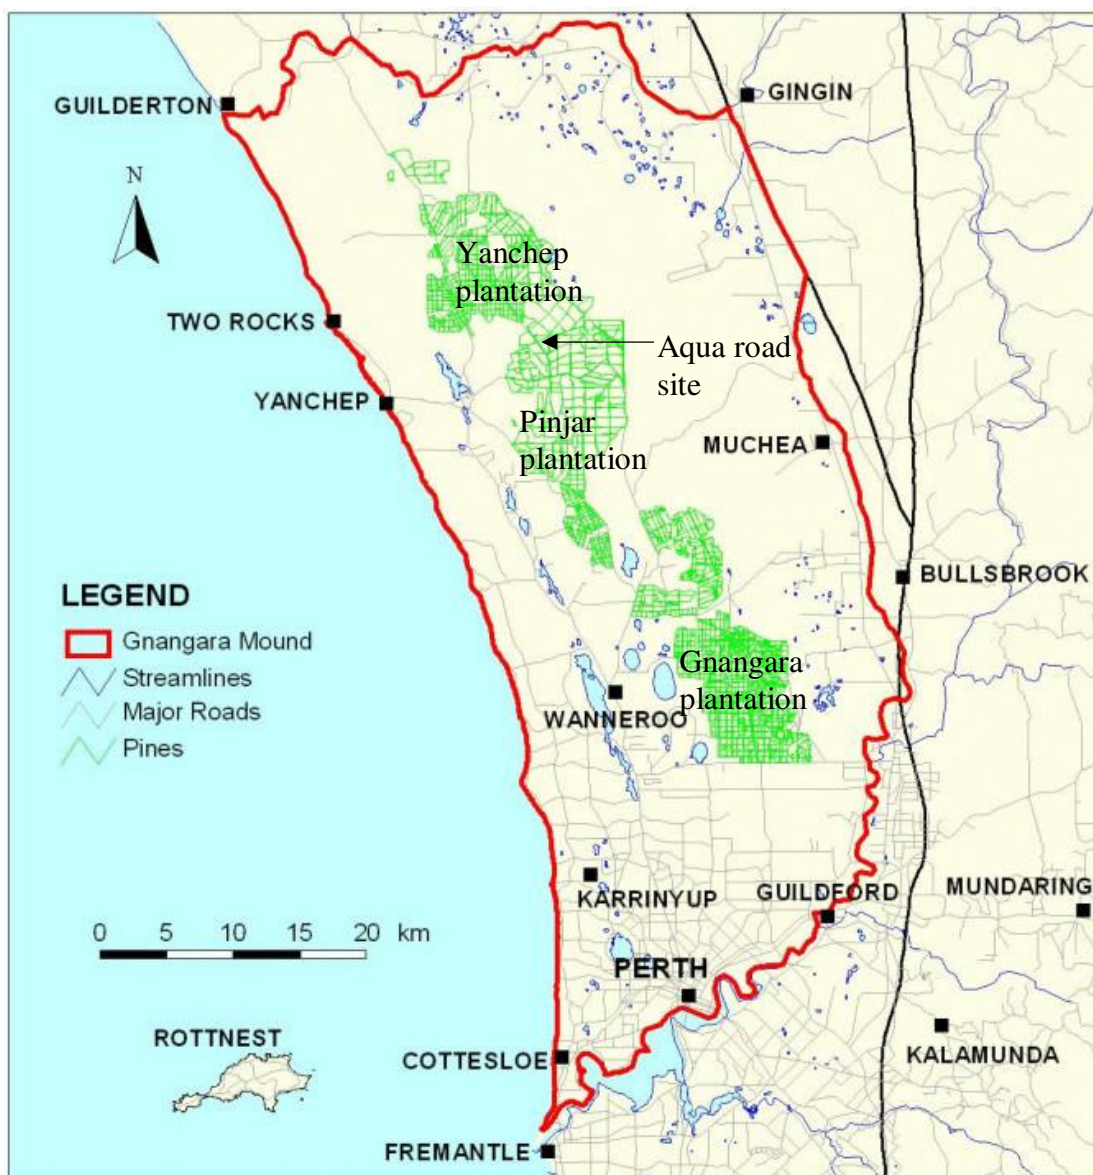 GINGIN
GUILDERTON
N
Yanchep
plantation
TWO ROCKS
Aqua road
site
YANCHEP
Pinjar
plantation
MUCHEA
BULLSBROOK
LEGEND
Gnangara Mound
Streamlines
Major Roads
Pines
Gnangara
plantation
WANNEROO
KARRINYUP
GUILDFORD
MUNDARING
0 5 10 15 20 km
PERTH
ROTTNEST
COTTESLOE
KALAMUNDA
FREMANTLE